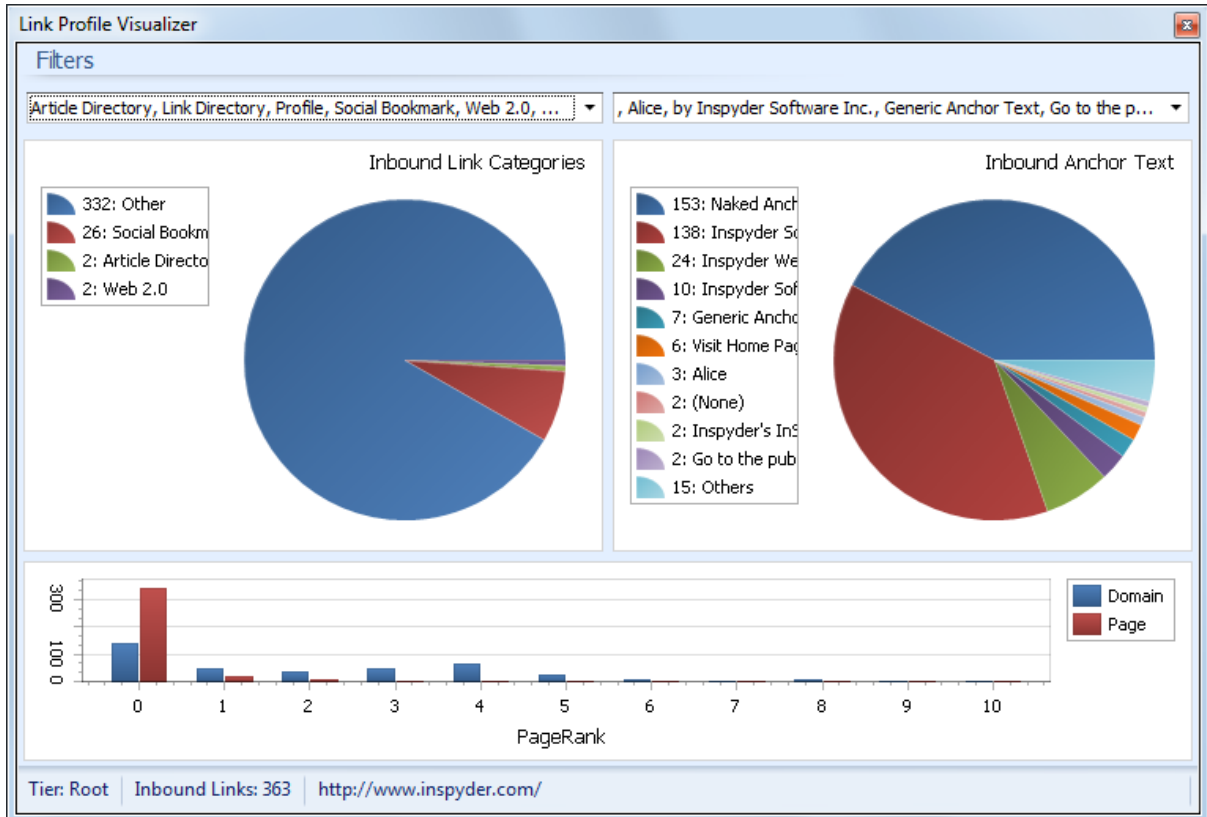 Link Profile Visualizer
Filters
Article Directory, Link Directory, Profile, Social Bookmark, Web 2.0, ...
, Alice, by Inspyder Software Inc., Generic Anchor Text, Go to the p...
Inbound Link Categories
332: Other
26: Social Bookm
2: Article Directo
2: Web 2.0
Inbound Anchor Text
153: Naked Anch
138: Inspyder So
24: Inspyder We
10: Inspyder Sof
7: Generic Ancho
6: Visit Home Pag
3: Alice
2: (None)
2: Inspyder's InS
2: Go to the pub
15: Others
300
100
0
0 1 2 3 4 5 6 7 8 9 10
PageRank
Domain
Page
Tier: Root Inbound Links: 363 http://www.inspyder.com/